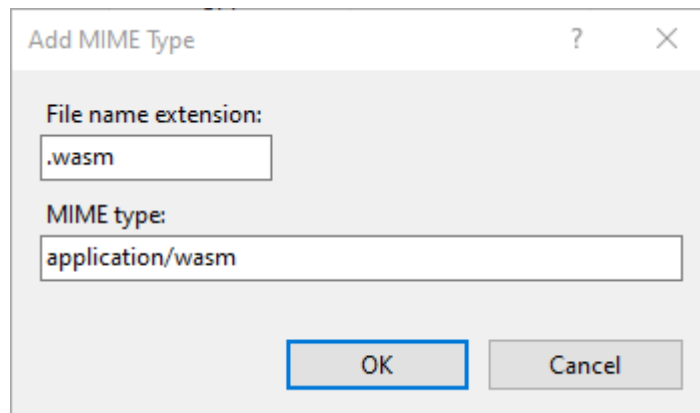 Add MIME Type
?
File name extension:
.wasm
MIME type:
application/wasm
OK
Cancel